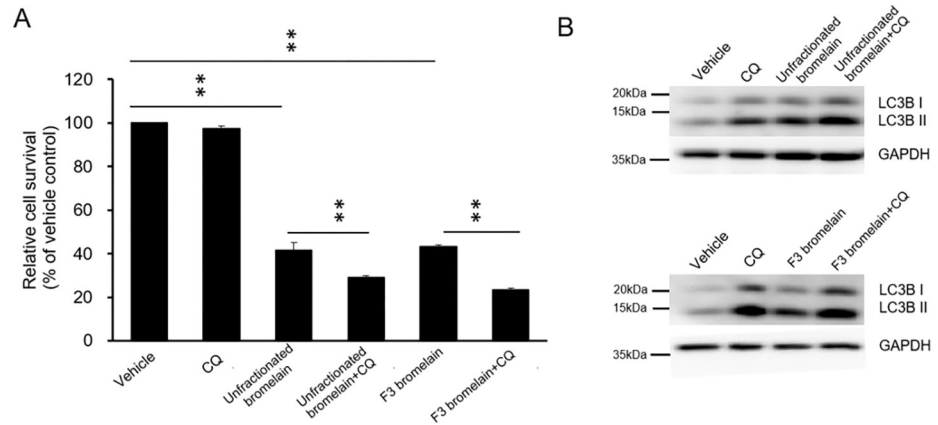 A
Relative cell survival
(% of vehicle control)
120
100
80
60
40
20
0
**
**
**
**
Vehicle
CQ
Unfractionated
bromelain
Unfractionated
bromelain+CQ
F3 bromelain
F3 bromelain+CQ
B
Vehicle
CQ
Unfractionated
bromelain
Unfractionated
bromelain+CQ
20kDa
15kDa
35kDa
LC3B I
LC3B II
GAPDH
Vehicle
CQ
F3 bromelain
F3 bromelain+CQ
20kDa
15kDa
35kDa
LC3B I
LC3B II
GAPDH